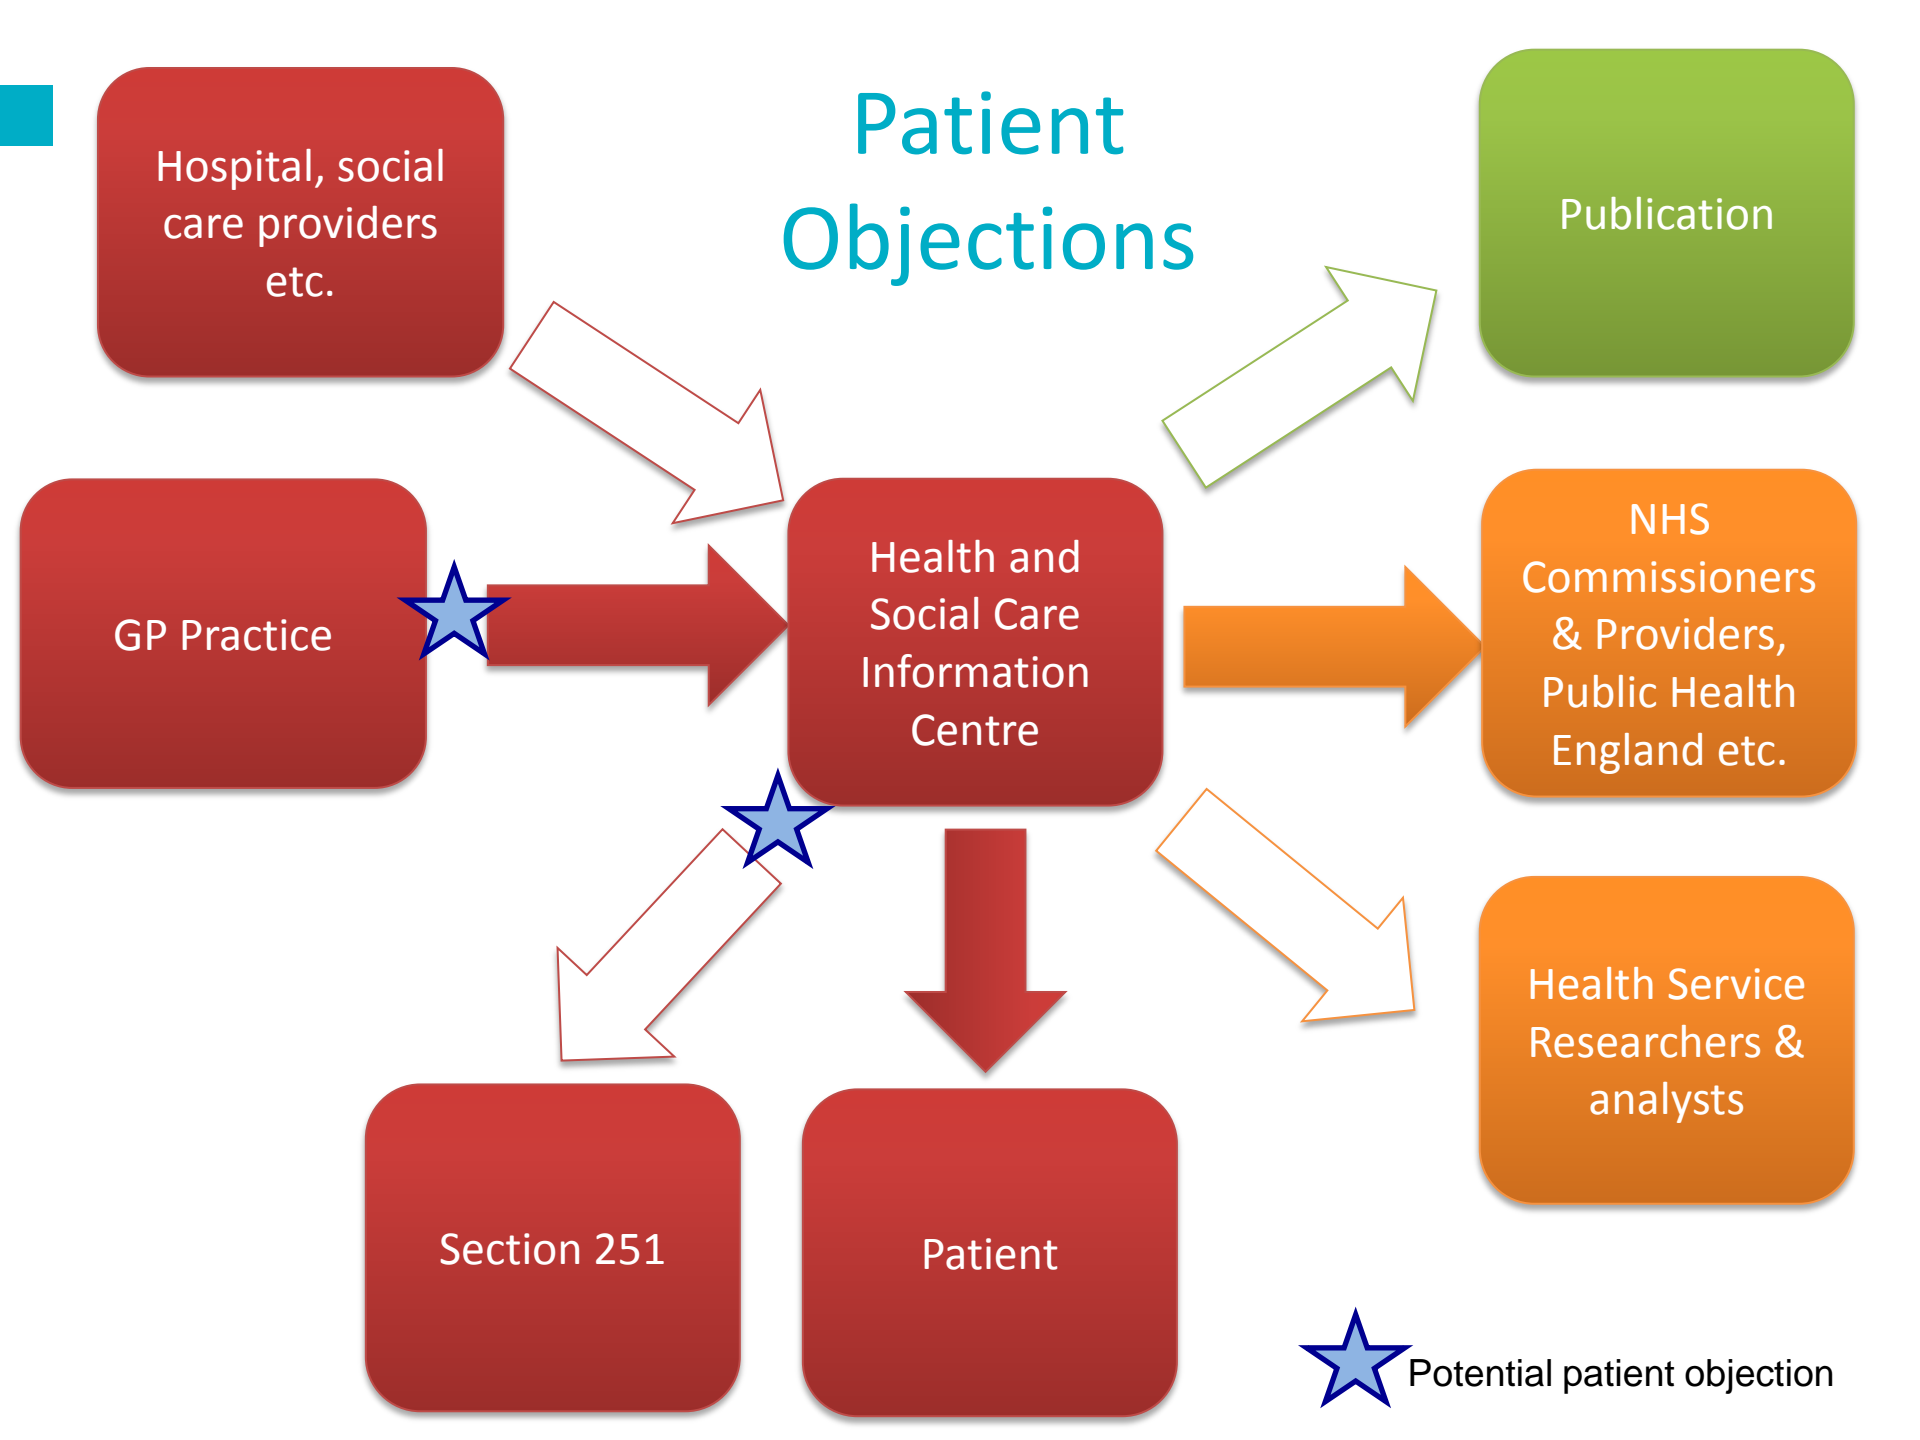 Patient
Objections
Hospital, social
care providers
etc.
Publication
GP Practice
Health and
Social Care
Information
Centre
NHS
Commissioners
& Providers,
Public Health
England etc.
Health Service
Researchers &
analysts
Section 251
Patient
Potential patient objection